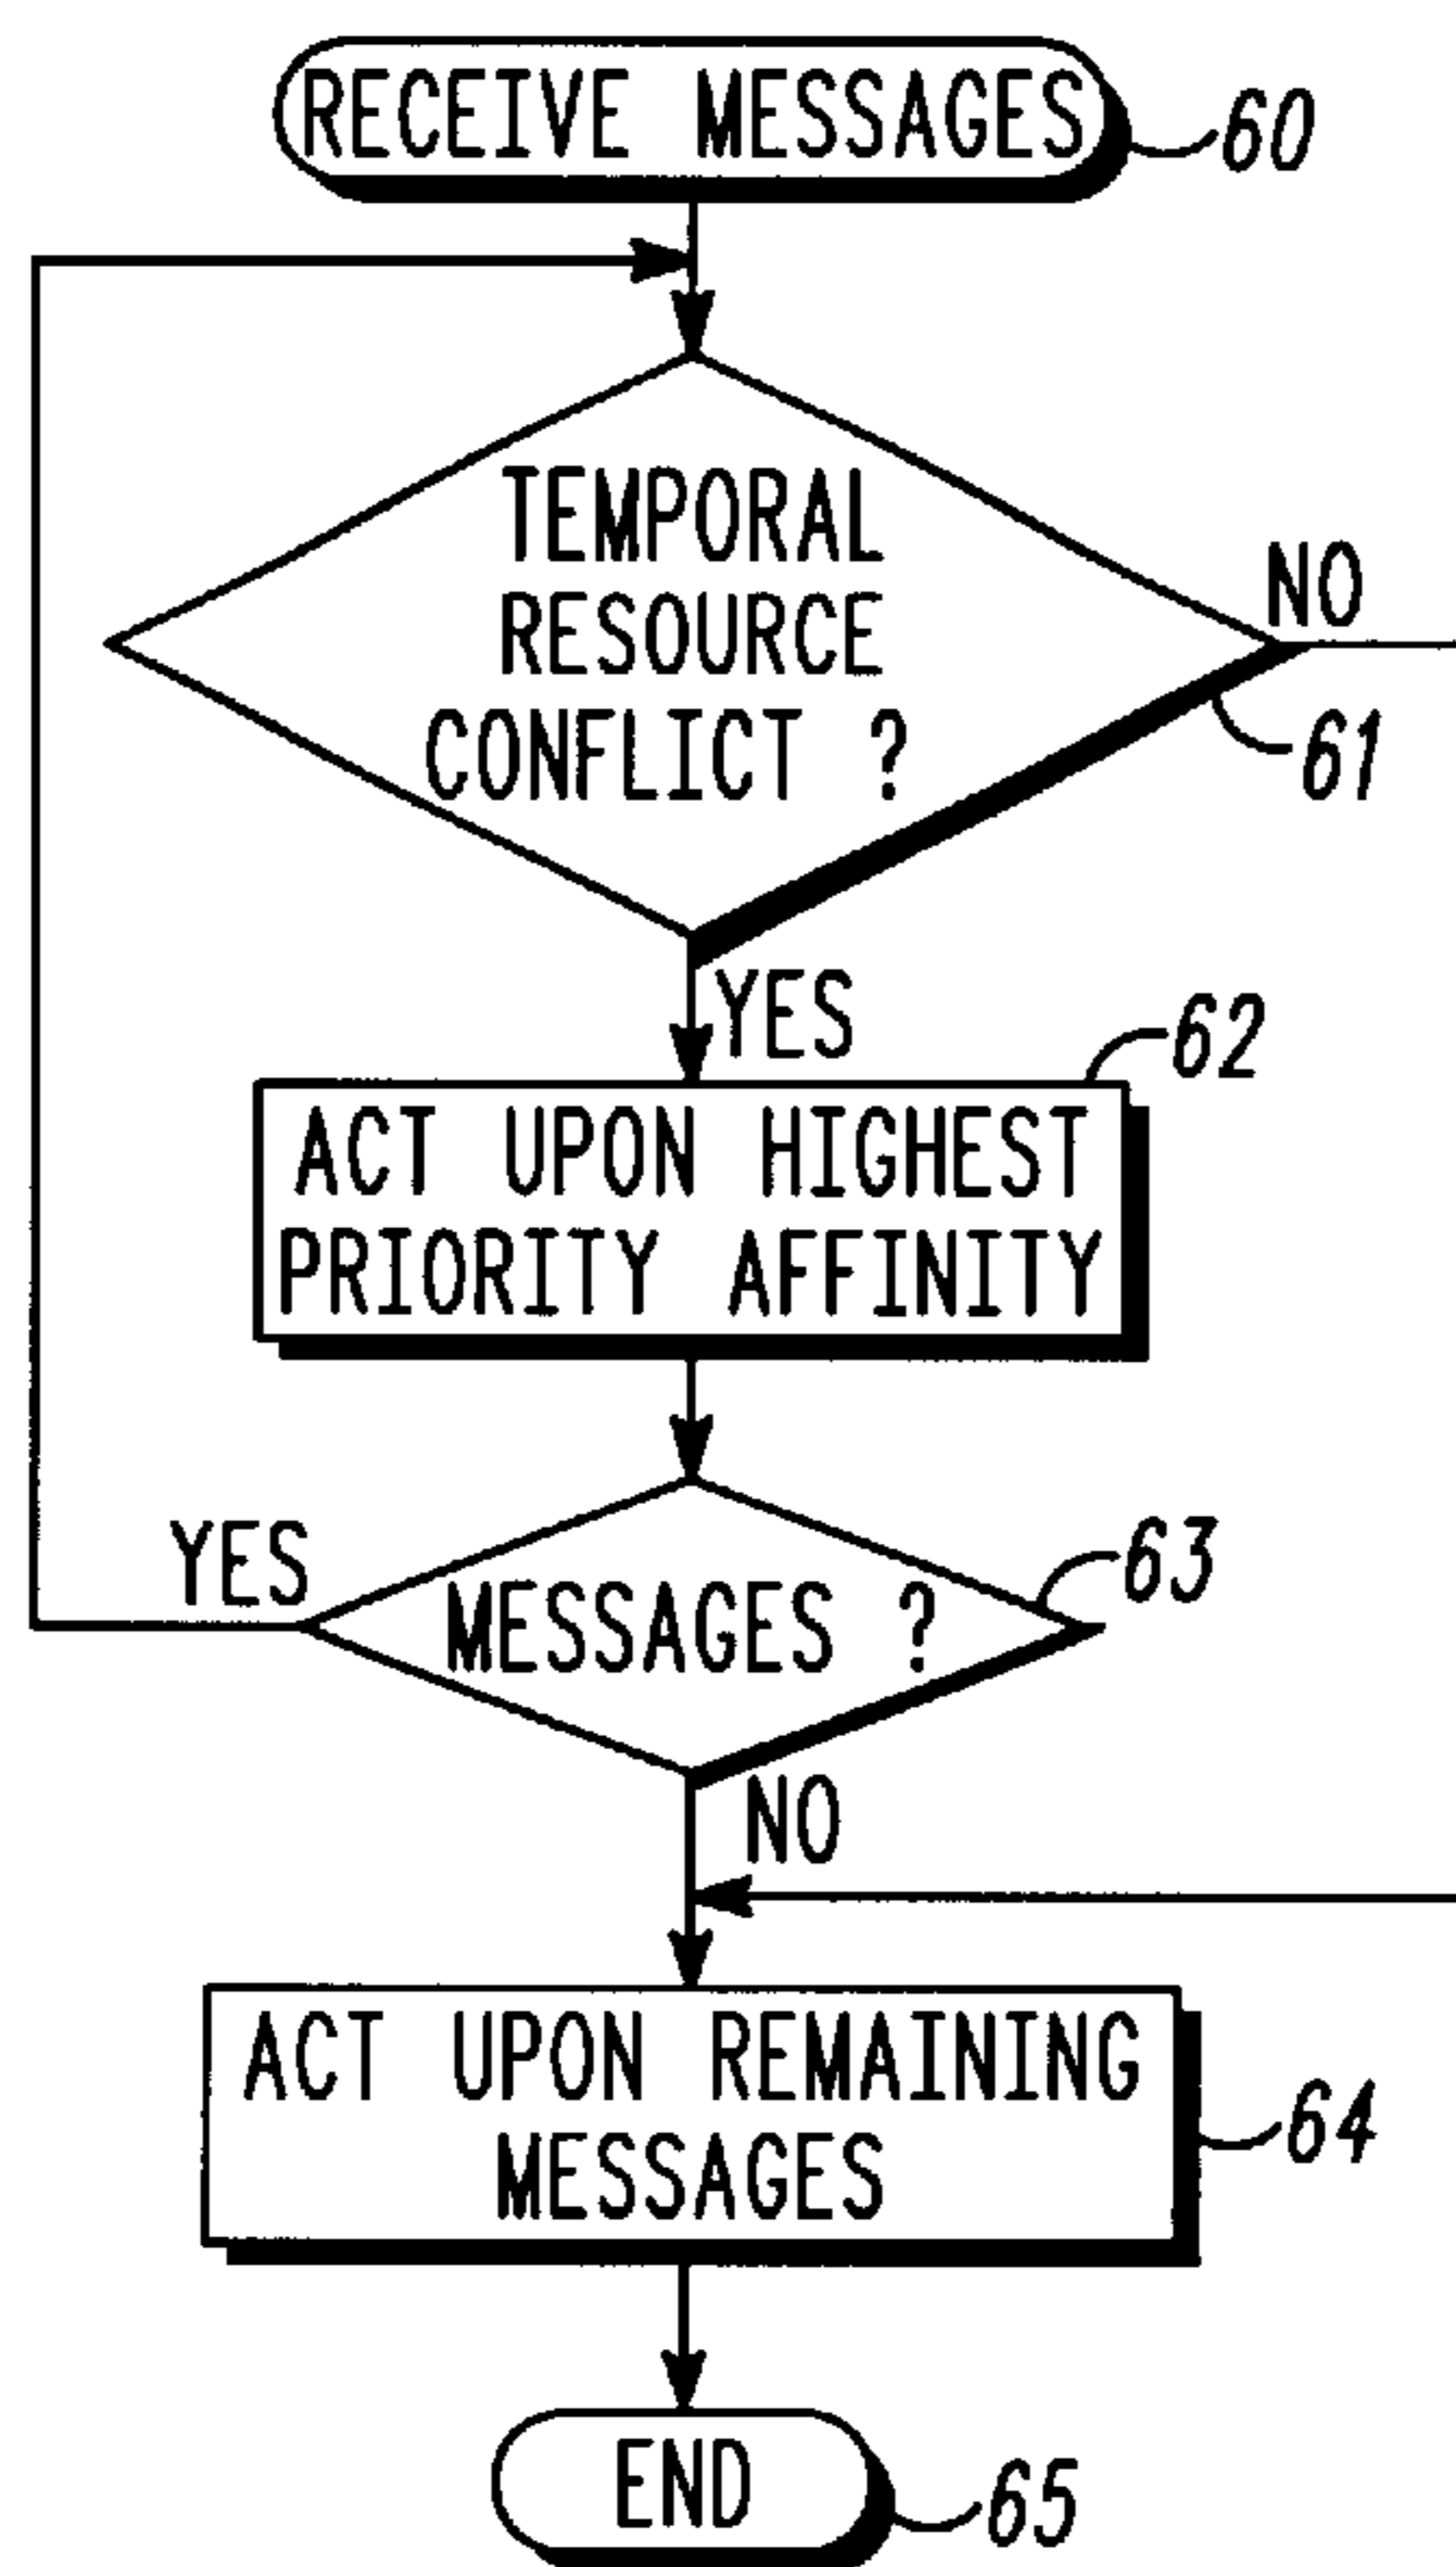 RECEIVE MESSAGES
60
TEMPORAL
RESOURCE
CONFLICT ?
NO
61
YES
62
ACT UPON HIGHEST
PRIORITY AFFINITY
YES
MESSAGES ?
63
NO
ACT UPON REMAINING
MESSAGES
64
END
65